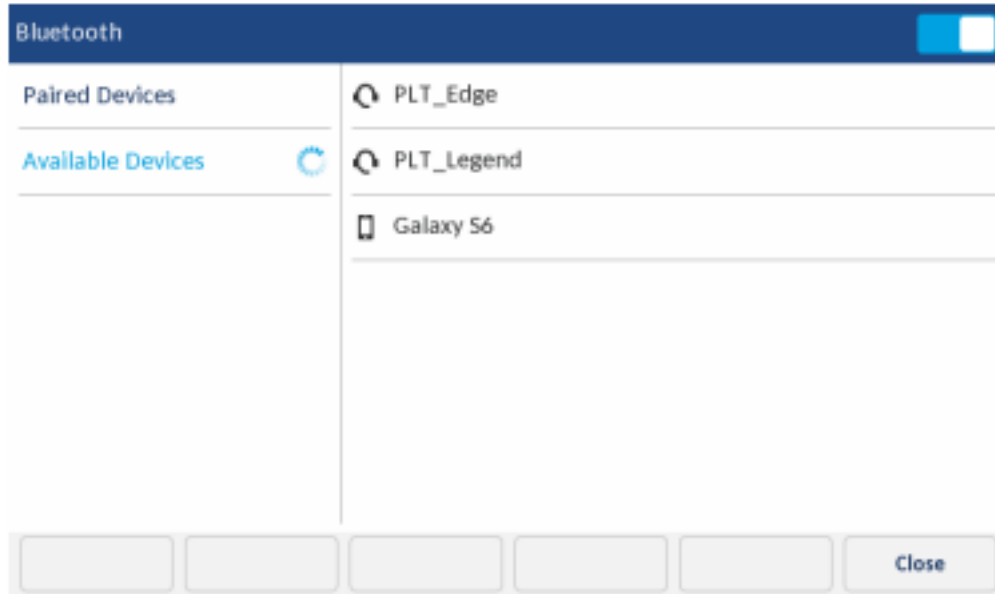 Bluetooth
Paired Devices
Available Devices
PLT_Edge
PLT_Legend
Galaxy S6
Close